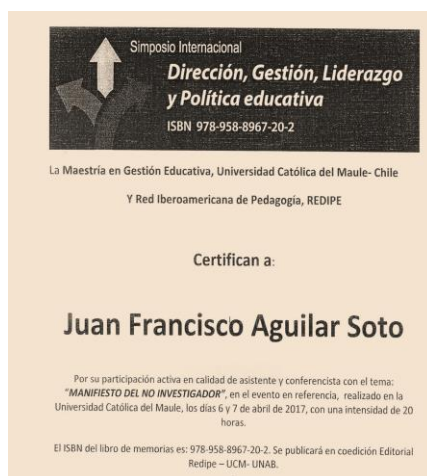 Simposio Internacional
Dirección, Gestión, Liderazgo
y Política educativa
ISBN 978-958-8967-20-2
La Maestría en Gestión Educativa, Universidad Católica del Maule- Chile
Y Red Iberoamericana de Pedagogía, REDIPE
Certifican a:
Juan Francisco Aguilar Soto
Por su participación activa en calidad de asistente y conferencista con el tema:
"MANIFIESTO DEL NO INVESTIGADOR", en el evento en referencia, realizado en la
Universidad Católica del Maule, los días 6 y 7 de abril de 2017, con una intensidad de 20
horas.
El ISBN del libro de memorias es: 978-958-8967-20-2. Se publicará en coedición Editorial
Redipe – UCM- UNAB.